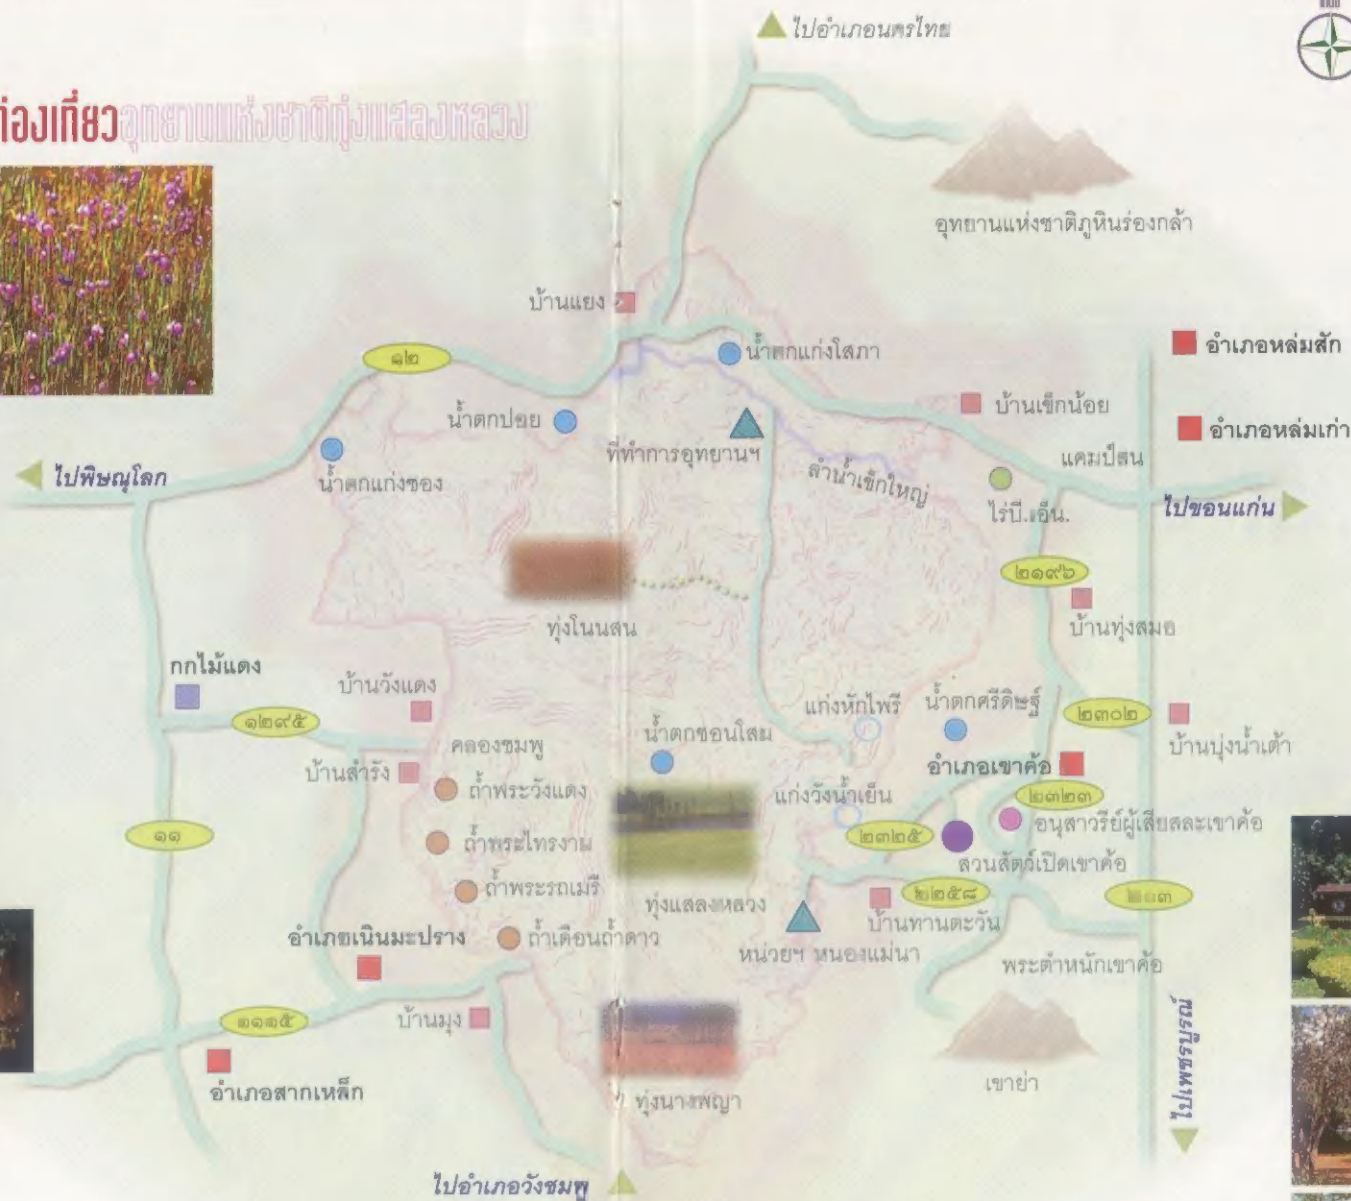 ไปอำเภอนครไทย
ท่องเที่ยวอุทยานแห่งชาติทุ่งแสลงหลวง
อุทยานแห่งชาติภูหินร่องกล้า
บ้านแยง
๑๒
น้ำตกแก่งโสภา
อำเภอหล่มสัก
บ้านเข็กน้อย
น้ำตกปอย
อำเภอหล่มเก่า
ที่ทำการอุทยานฯ
แคมป์สน
ไปพิษณุโลก
น้ำตกแก่งซอง
ลำน้ำเข็กใหญ่
ไร่บี.เอ็น.
ไปขอนแก่น
๒๑๙๖
ทุ่งโนนสน
บ้านทุ่งสมอ
กกไม้แดง
บ้านวังแดง
แก่งหักไพรี
น้ำตกศรีดิษฐ์
๒๓๐๒
๑๒๙๕
น้ำตกซอนโสม
บ้านบุ่งน้ำเต้า
คลองชมพู
บ้านสำรัง
อำเภอเขาค้อ
ถ้ำพระวังแดง
แก่งวังน้ำเย็น
๒๓๒๓
๑๑
อนุสาวรีย์ผู้เสียสละเขาค้อ
๒๓๒๕
ถ้ำพระไทรงาม
สวนสัตว์เปิดเขาค้อ
ถ้ำพระรถเมรี
ทุ่งแสลงหลวง
๒๒๕๘
บ้านทานตะวัน
อำเภอเนินมะปราง
ถ้ำเดือนถ้ำดาว
หน่วยฯ หนองแม่นา
พระตำหนักเขาค้อ
บ้านมุง
ไปเพชรบูรณ์
อำเภอสากเหล็ก
ทุ่งนางพญา
เขาย่า
ไปอำเภอวังชมพู